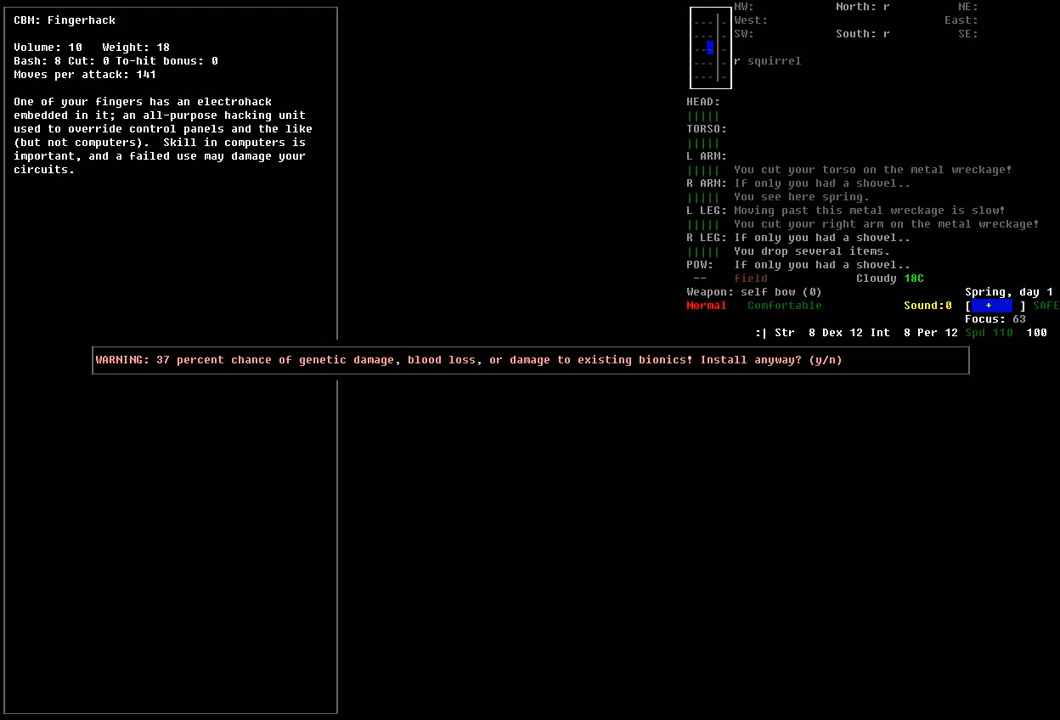 CBM: Fingerhack
Volume: 10 Weight: 18
Bash: 8 Cut: 0 To-hit bonus: 0
Moves per attack: 141
One of your fingers has an electrohack
embedded in it; an all-purpose hacking unit
used to override control panels and the like
(but not computers). Skill in computers is
important, and a failed use may damage your
circuits.
NW: North: r NE:
West: East:
SW: South: r SE:
r squirrel
HEAD:
|||||
TORSO:
|||||
L ARM:
||||| You cut your torso on the metal wreckage!
R ARM: If only you had a shovel..
||||| You see here spring.
L LEG: Moving past this metal wreckage is slow!
||||| You cut your right arm on the metal wreckage!
R LEG: If only you had a shovel..
||||| You drop several items.
POW: If only you had a shovel..
-- field Cloudy 18C
Weapon: self bow (0) Spring, day 1
Normal Comfortable Sound:0 [ + ] SAFE
Focus: 63
:| Str 8 Dex 12 Int 8 Per 12 Spd 110 100
WARNING: 37 percent chance of genetic damage, blood loss, or damage to existing bionics! Install anyway? (y/n)